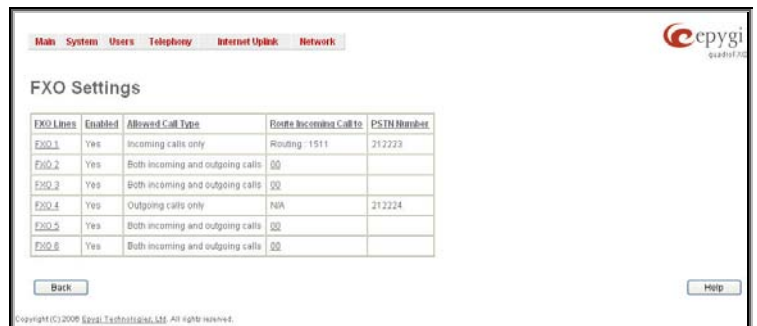 Main System Users Telephony Internet Uplink Network
epygi
quadroFXO
FXO Settings
FXO Lines Enabled Allowed Call Type Route Incoming Call to PSTN Number
FXO 1 Yes Incoming calls only Routing : 1511 212223
FXO 2 Yes Both incoming and outgoing calls 00
FXO 3 Yes Both incoming and outgoing calls 00
FXO 4 Yes Outgoing calls only N/A 212224
FXO 5 Yes Both incoming and outgoing calls 00
FXO 6 Yes Both incoming and outgoing calls 00
Back Help
Copyright (C) 2006 Epygi Technologies, Ltd. All rights reserved.